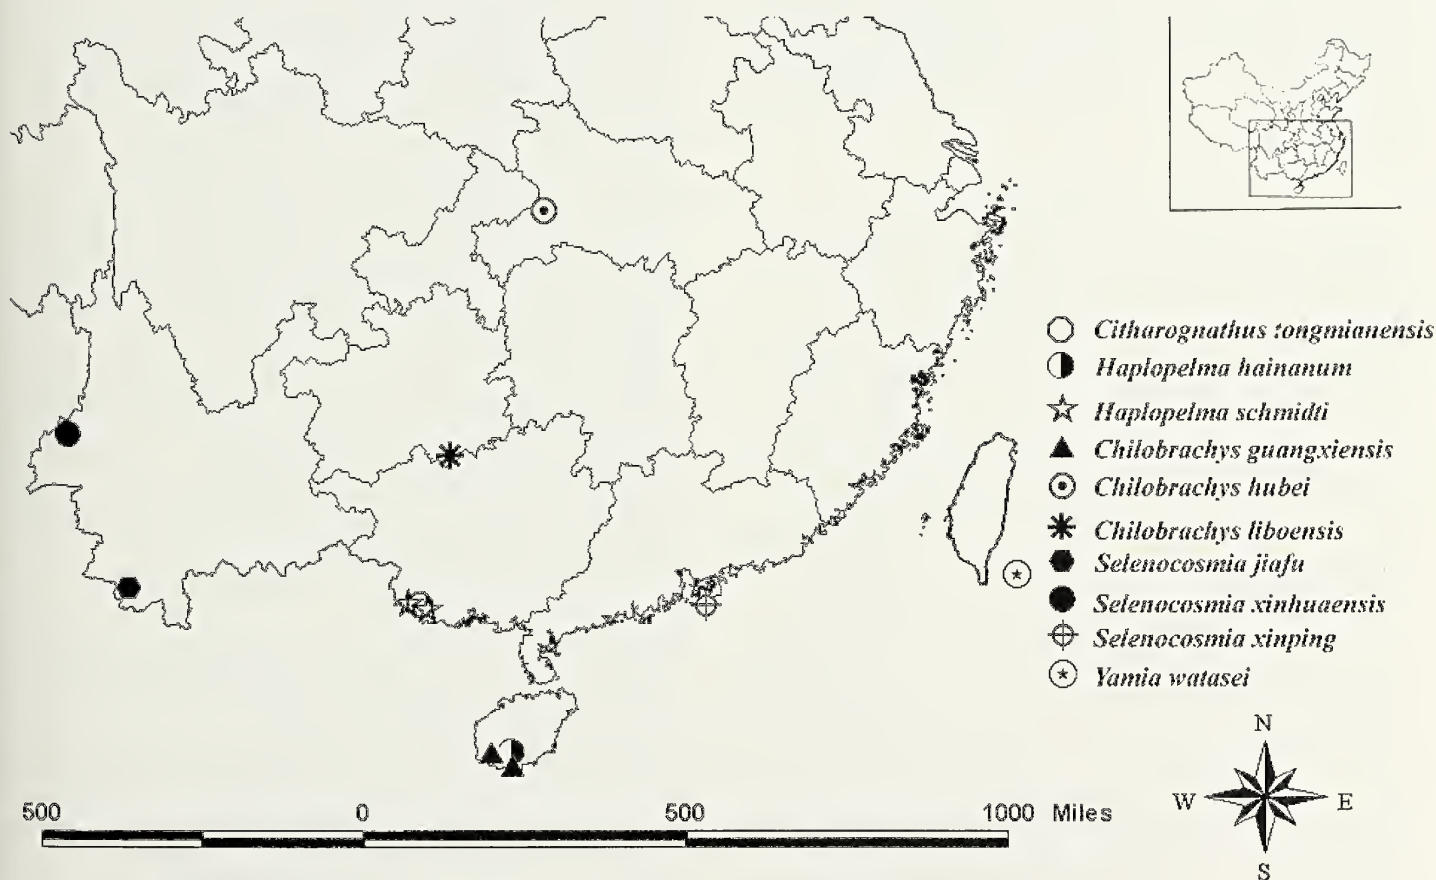 Citharognathus tongmianensis
Haplopelma hainanum
Haplopelma schmidti
Chilobrachys guangxiensis
Chilobrachys hubei
Chilobrachys liboensis
Selenocosmia jiafu
Selenocosmia xinhuaensis
Selenocosmia xinping
Yamia watasei
N
W E
S
500 0 500 1000 Miles